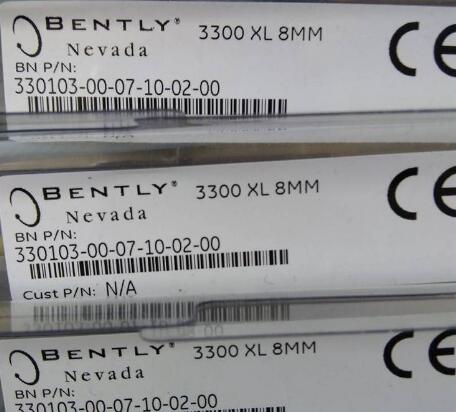 BENTLY® 3300 XL 8MM
Nevada
BN P/N:
330103-00-07-10-02-00
CE
BENTLY® 3300 XL 8MM
Nevada
BN P/N:
330103-00-07-10-02-00
Cust P/N: N/A
CE
BENTLY® 3300 XL 8MM
Nevada
BN P/N:
330103-00-07-10-02-00
CE